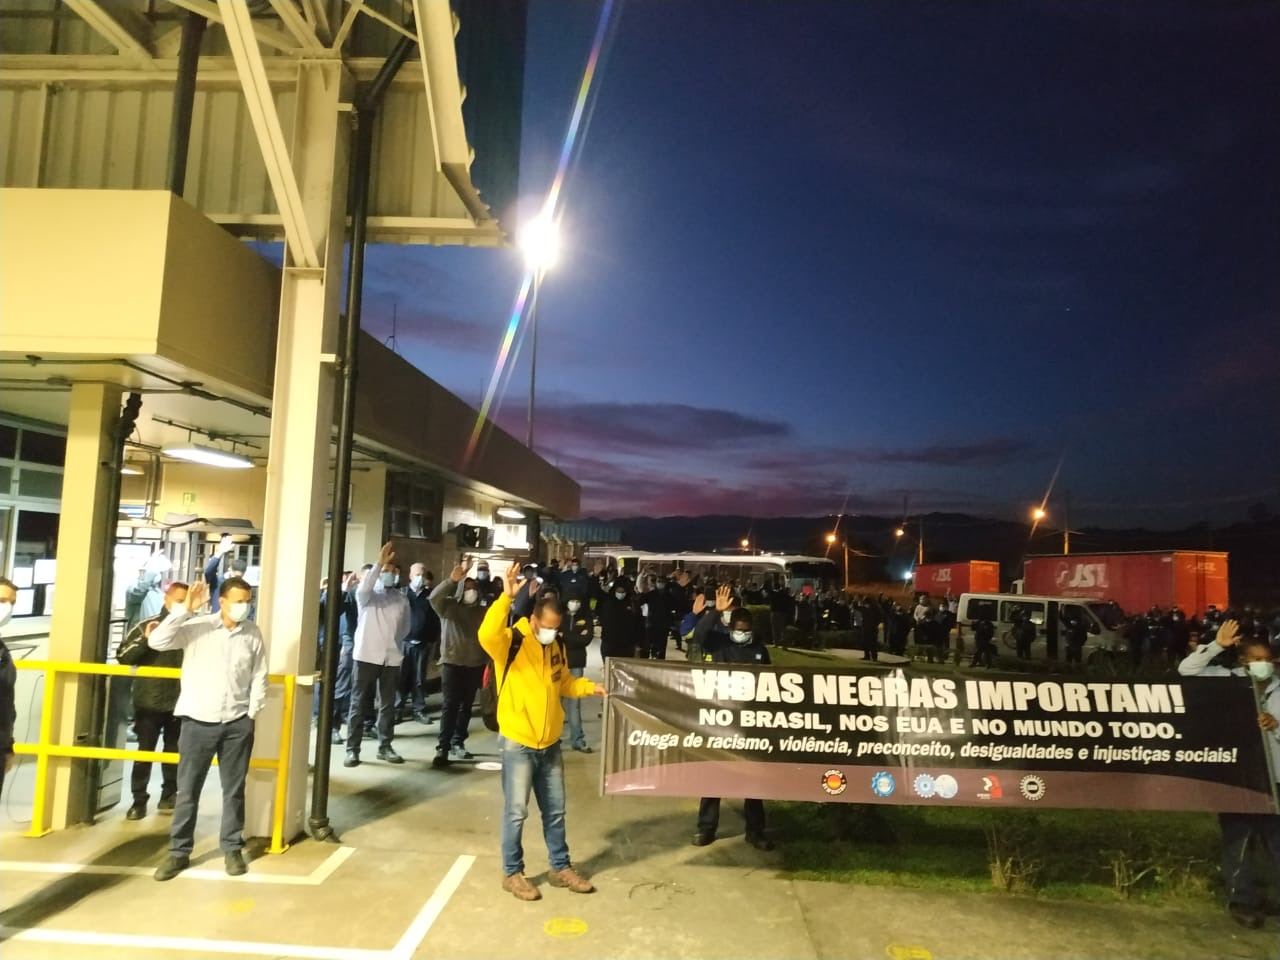 VIDAS NEGRAS IMPORTAM!
NO BRASIL, NOS EUA E NO MUNDO TODO.
Chega de racismo, violência, preconceito, desigualdades e injustiças sociais!
JSL